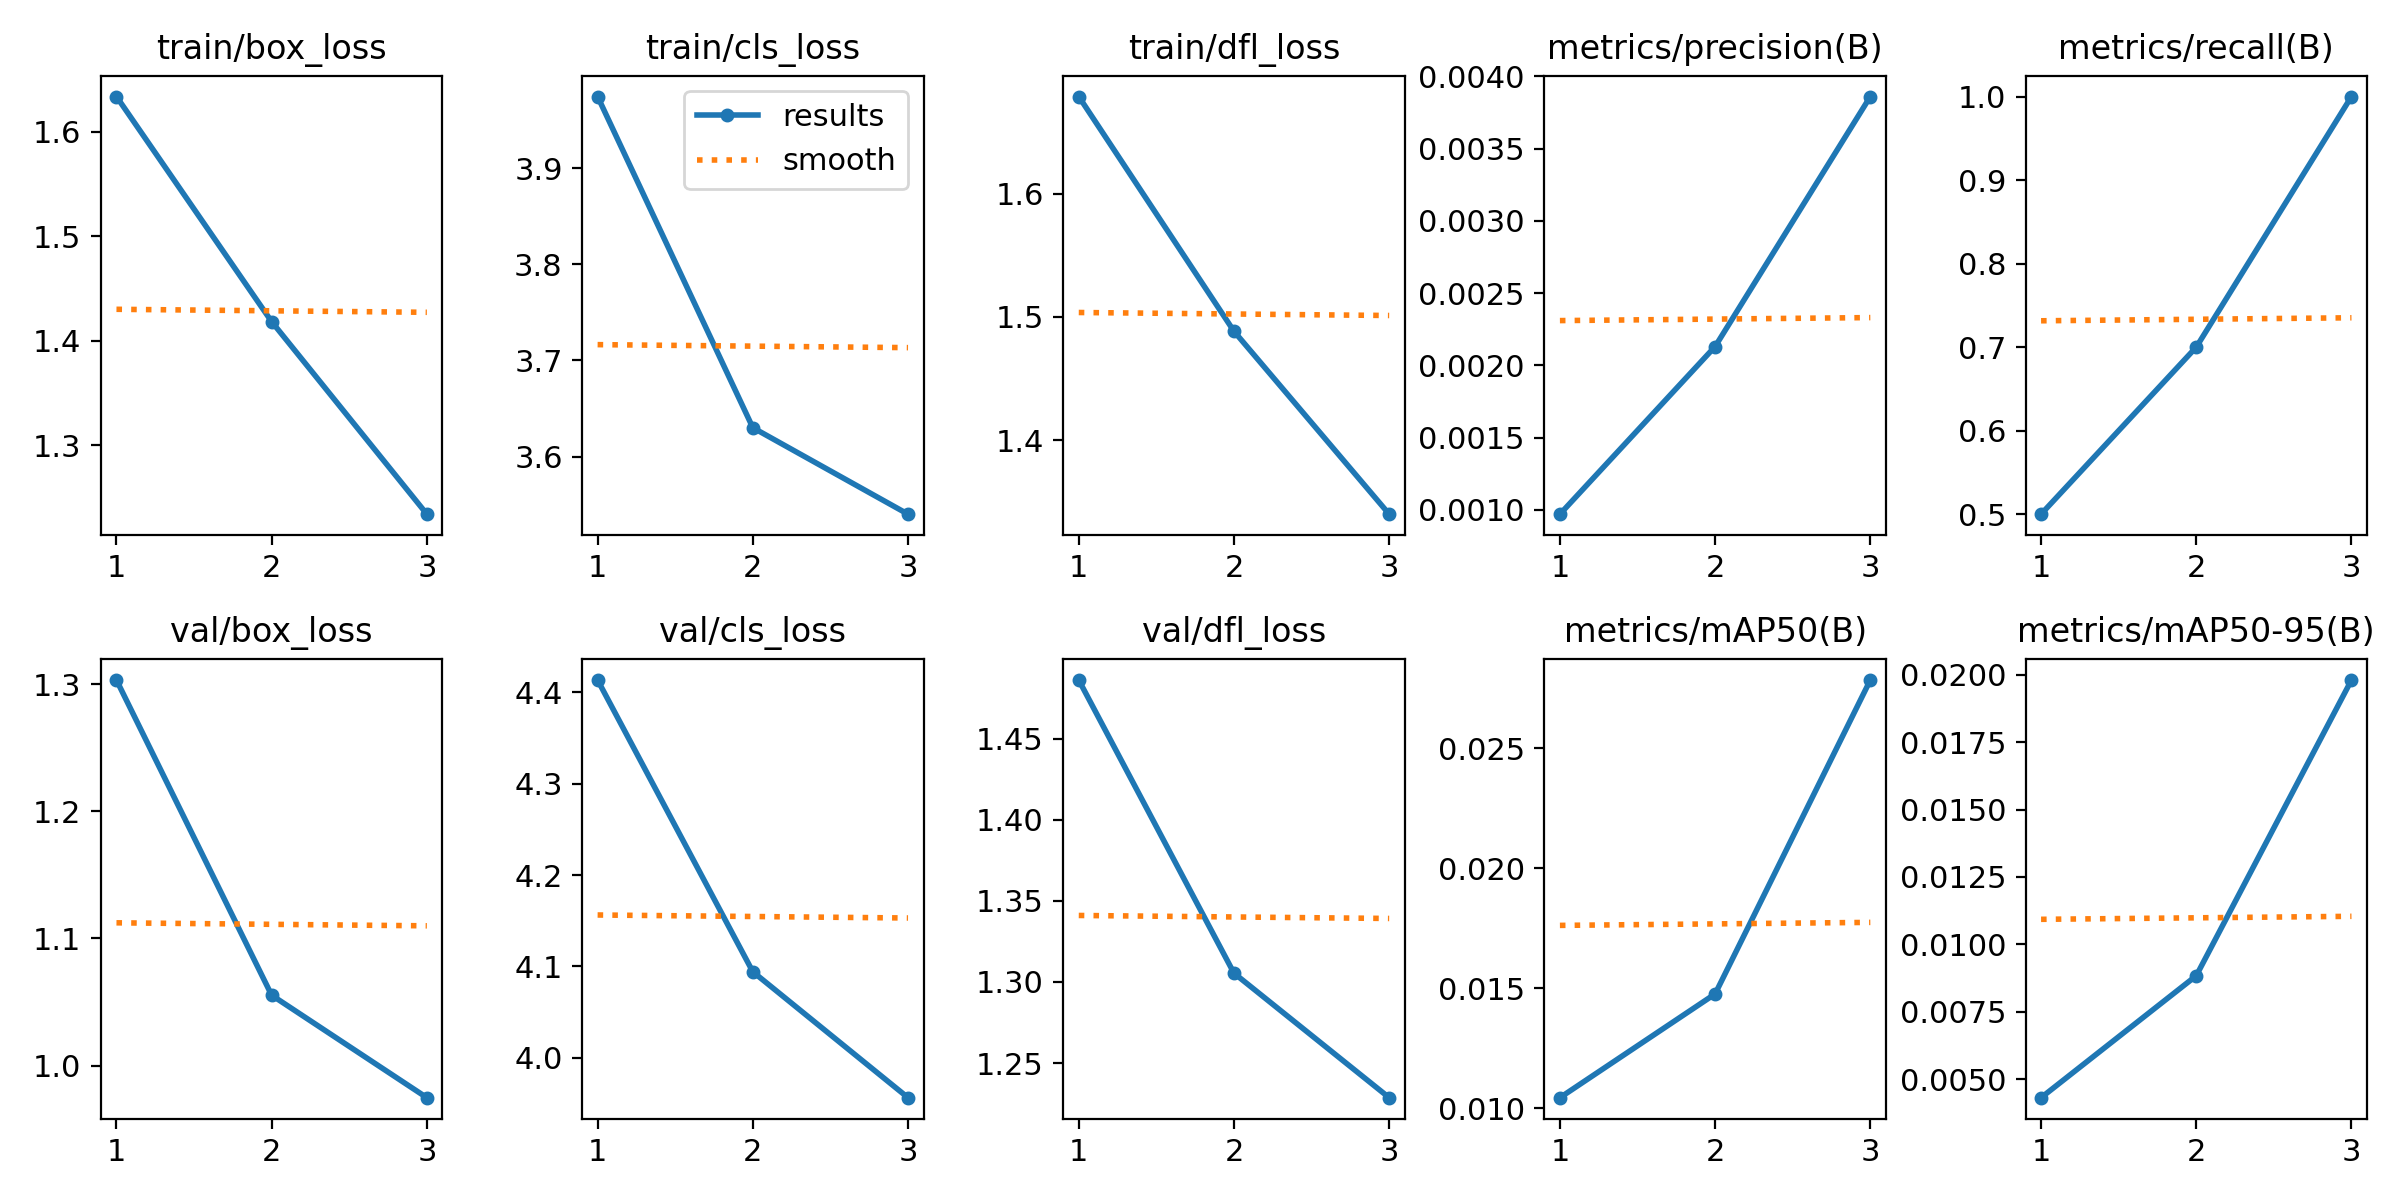 train/box_loss
1.6
1.5
1.4
1.3
1 2 3
train/cls_loss
results
smooth
3.9
3.8
3.7
3.6
1 2 3
train/dfl_loss
1.6
1.5
1.4
1 2 3
metrics/precision(B)
0.0040
0.0035
0.0030
0.0025
0.0020
0.0015
0.0010
1 2 3
metrics/recall(B)
1.0
0.9
0.8
0.7
0.6
0.5
1 2 3
val/box_loss
1.3
1.2
1.1
1.0
1 2 3
val/cls_loss
4.4
4.3
4.2
4.1
4.0
1 2 3
val/dfl_loss
1.45
1.40
1.35
1.30
1.25
1 2 3
metrics/mAP50(B)
0.025
0.020
0.015
0.010
1 2 3
metrics/mAP50-95(B)
0.0200
0.0175
0.0150
0.0125
0.0100
0.0075
0.0050
1 2 3